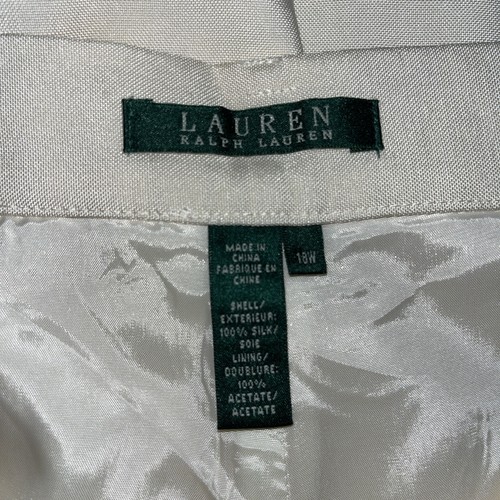 LAUREN
RALPH LAUREN
18W
MADE IN
CHINA
FABRIQUE EN
CHINE
SHELL/
EXTERIEUR:
100% SILK/
SOIE
LINING/
DOUBLURE:
100%
ACETATE/
ACETATE